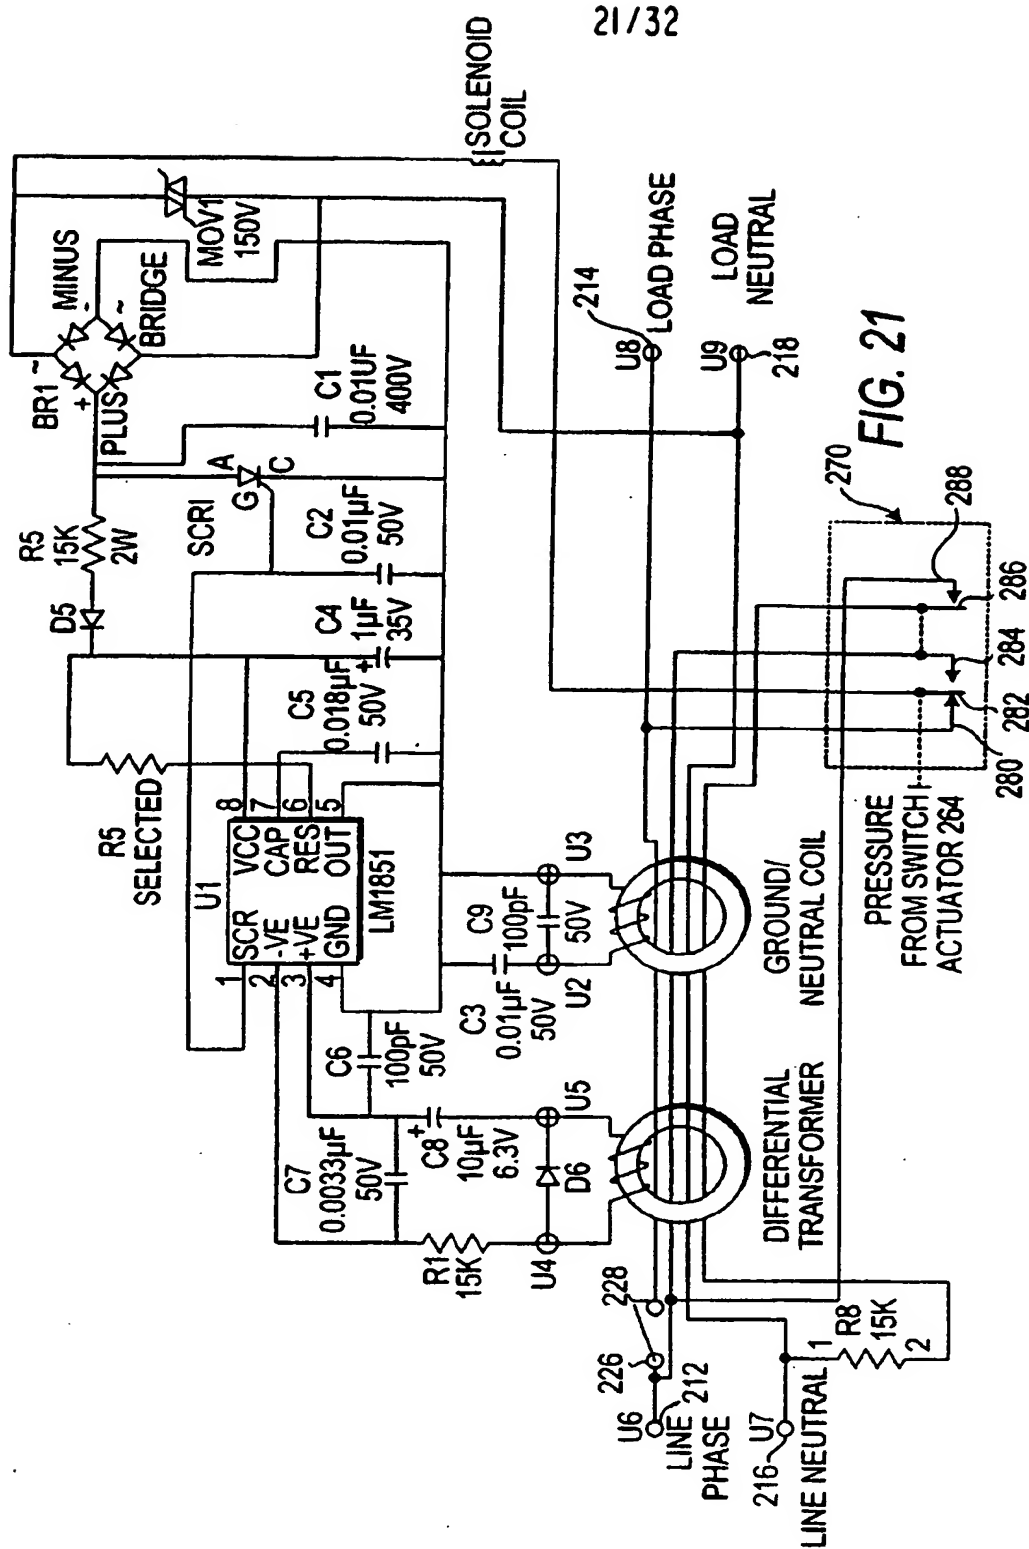 21/32
SOLENOID
COIL
MINUS
-
~
BRIDGE
MOV1
150V
BR1
~
+
PLUS
C1
0.01UF
400V
R5
15K
2W
D5
SCRI
A
G
C
C2
0.01µF
50V
C4
1µF
35V
+
C5
0.018µF
50V
R5
SELECTED
U1
8
7
6
5
VCC
CAP
RES
OUT
SCR
-VE
+VE
GND
1
2
3
4
LM1851
C6
100pF
50V
C7
0.0033µF
50V
+
C8
10µF
6.3V
C3
0.01µF
50V
C9
100pF
50V
U3
U2
U5
D6
U4
R1
15K
214
U8
LOAD PHASE
U9
LOAD
NEUTRAL
218
GROUND/
NEUTRAL COIL
DIFFERENTIAL
TRANSFORMER
228
226
U6
212
LINE
PHASE
U7
216
LINE NEUTRAL
1
R8
15K
2
PRESSURE
FROM SWITCH
ACTUATOR 264
270
288
286
284
282
280
FIG. 21